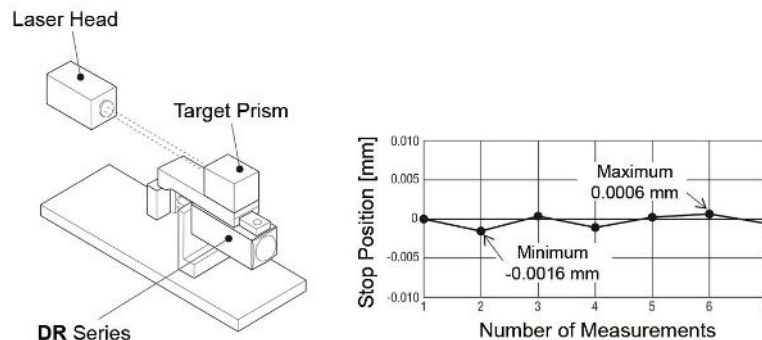 Laser Head
Target Prism
DR Series
Stop Position [mm]
0.010
0.005
0
-0.005
-0.010
Maximum
0.0006 mm
Minimum
-0.0016 mm
1 2 3 4 5 6
Number of Measurements